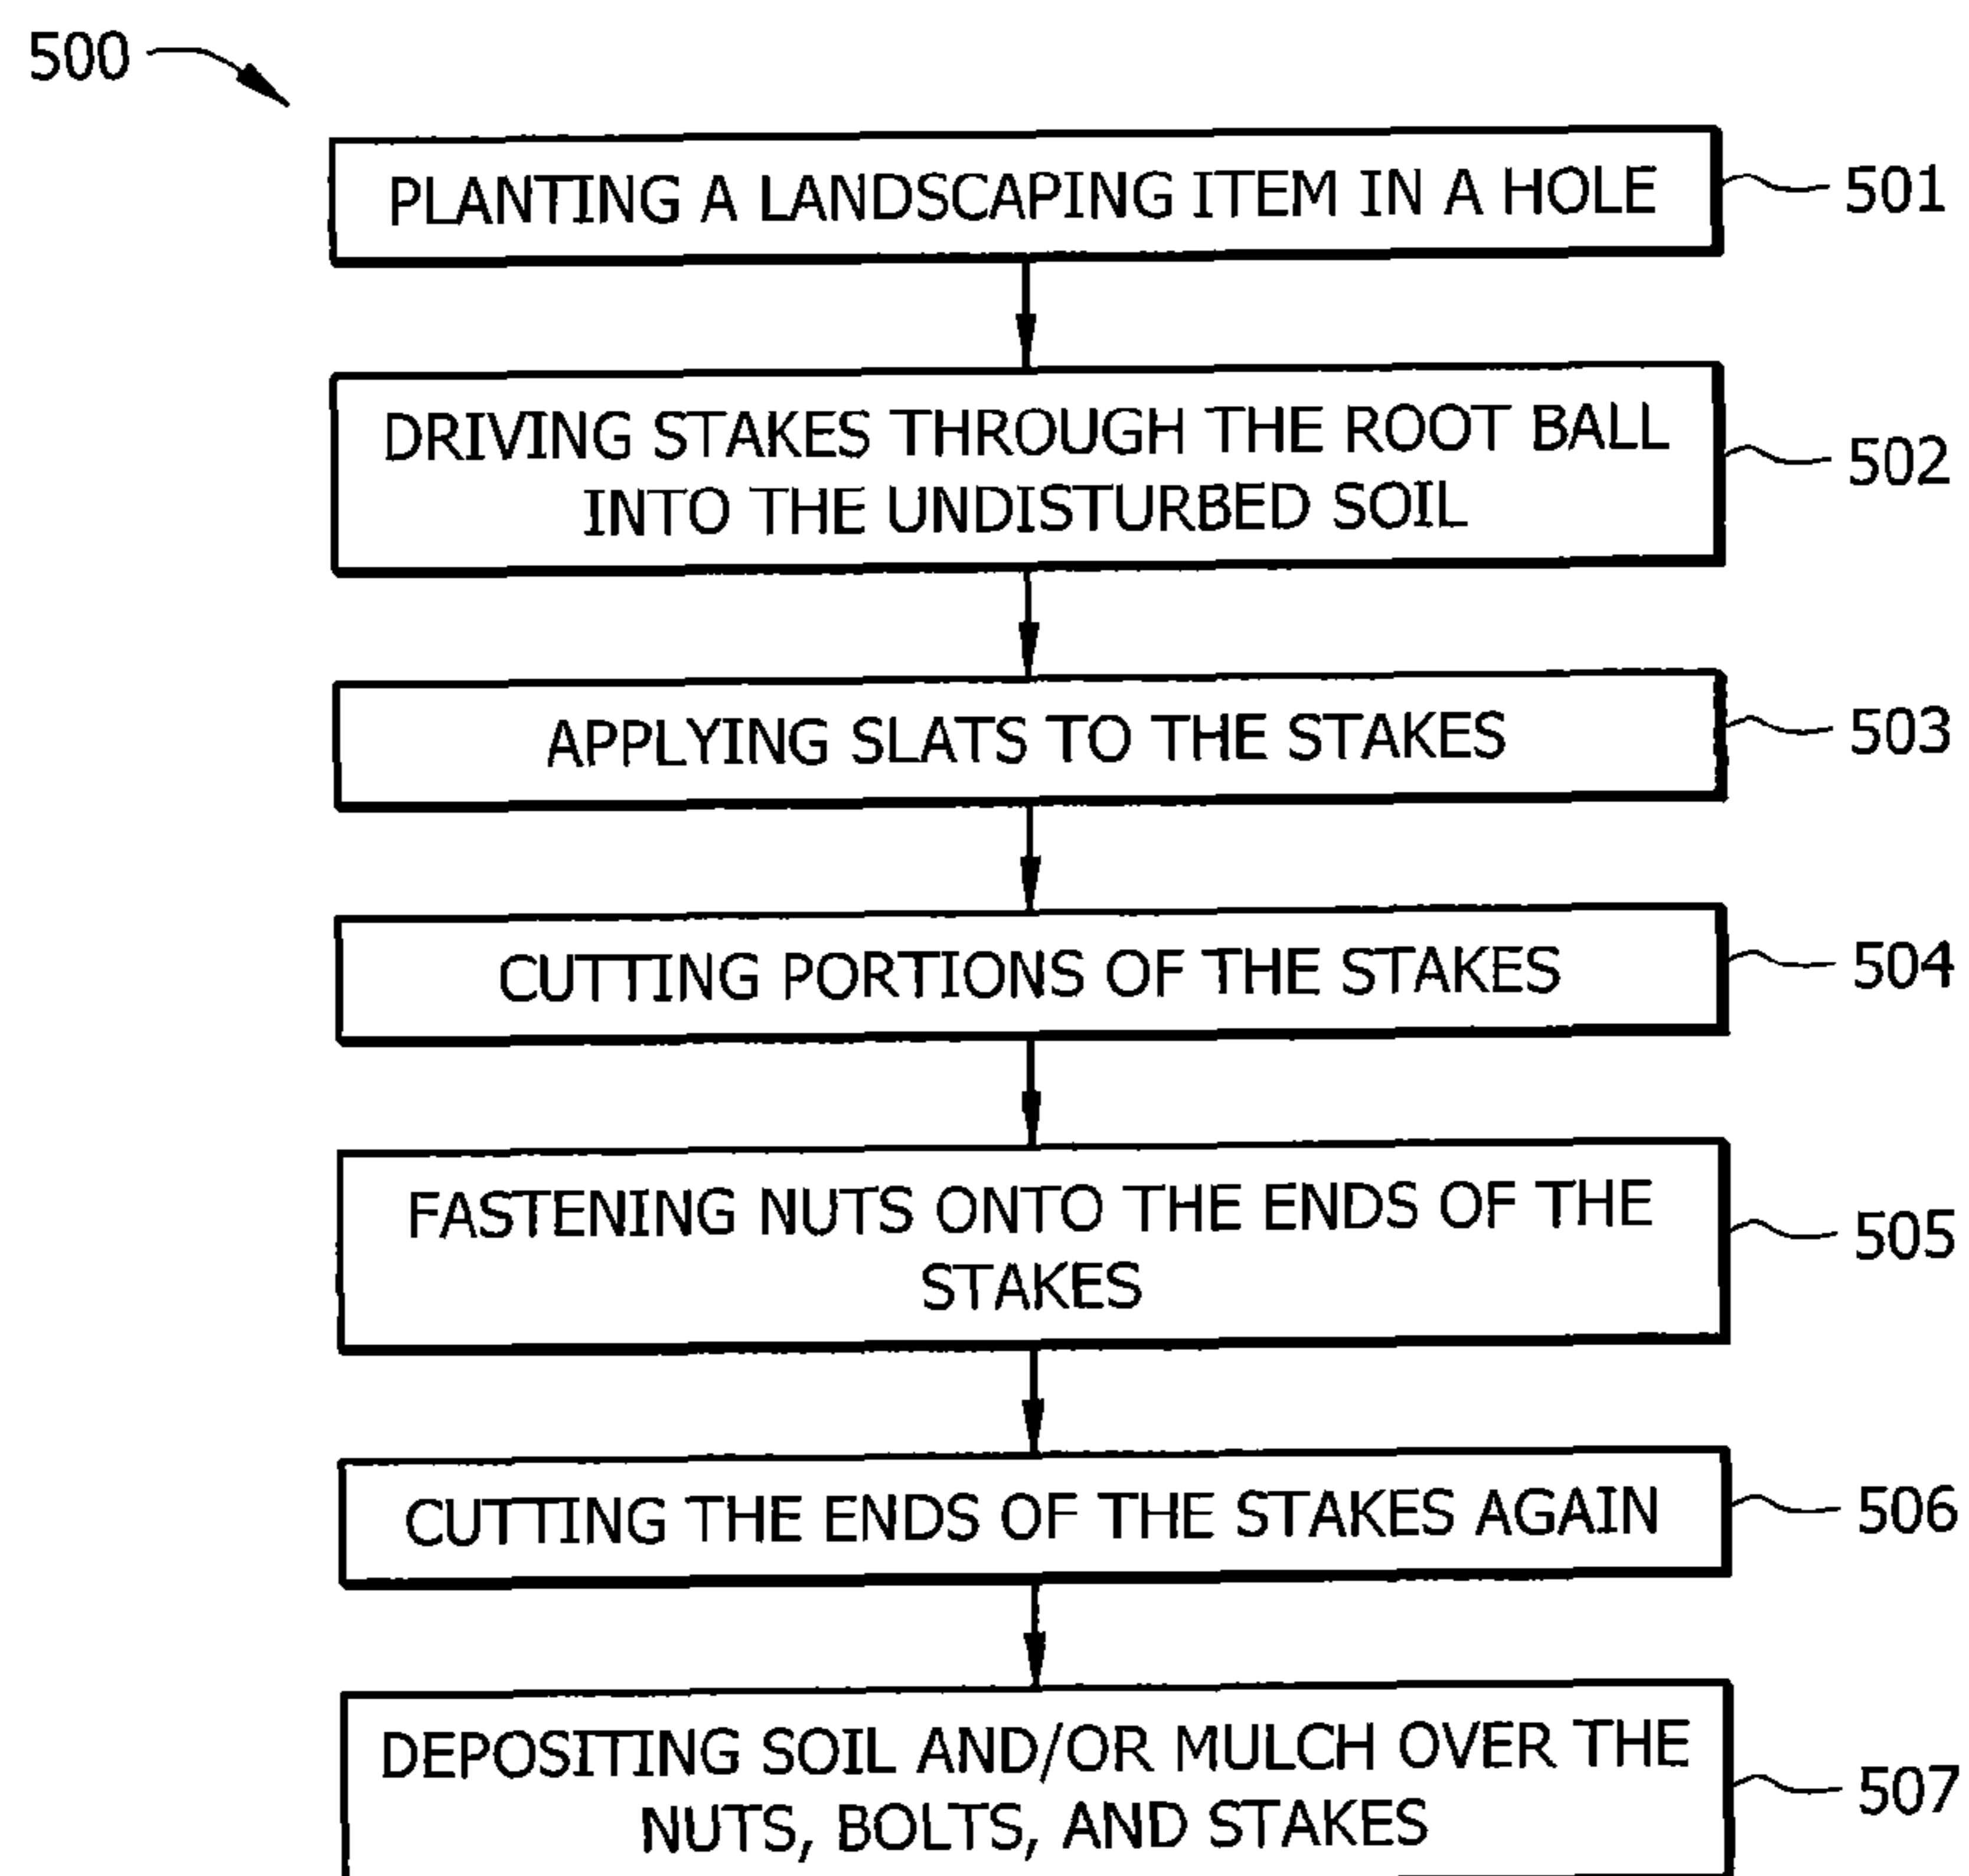 500
PLANTING A LANDSCAPING ITEM IN A HOLE
501
DRIVING STAKES THROUGH THE ROOT BALL
INTO THE UNDISTURBED SOIL
502
APPLYING SLATS TO THE STAKES
503
CUTTING PORTIONS OF THE STAKES
504
FASTENING NUTS ONTO THE ENDS OF THE
STAKES
505
CUTTING THE ENDS OF THE STAKES AGAIN
506
DEPOSITING SOIL AND/OR MULCH OVER THE
NUTS, BOLTS, AND STAKES
507